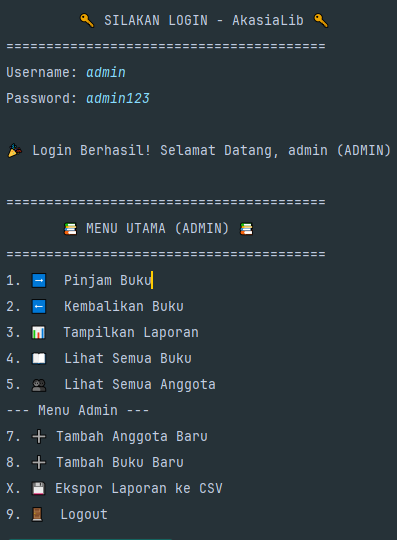 🔑 SILAKAN LOGIN - AkasiaLib 🔑
========================================
Username: admin
Password: admin123
🎉 Login Berhasil! Selamat Datang, admin (ADMIN)
========================================
📚 MENU UTAMA (ADMIN) 📚
========================================
1. ➡️ Pinjam Buku
2. ⬅️ Kembalikan Buku
3. 📊 Tampilkan Laporan
4. 📖 Lihat Semua Buku
5. 👥 Lihat Semua Anggota
--- Menu Admin ---
7. ➕ Tambah Anggota Baru
8. ➕ Tambah Buku Baru
X. 💾 Ekspor Laporan ke CSV
9. 🚪 Logout